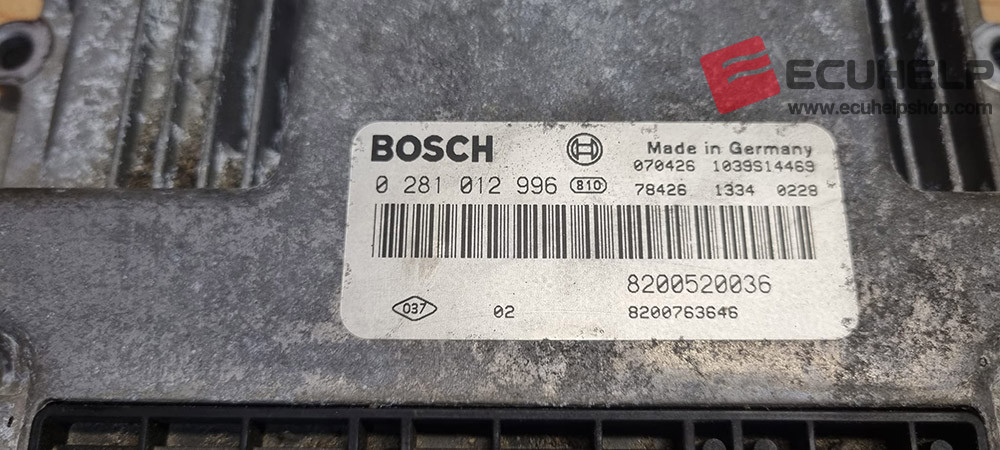 ECUHELP
www.ecuhelpshop.com
BOSCH
Made in Germany
070426 1039S14469
0 281 012 996 810
78426 1334 0228
8200520036
037 02 8200763646